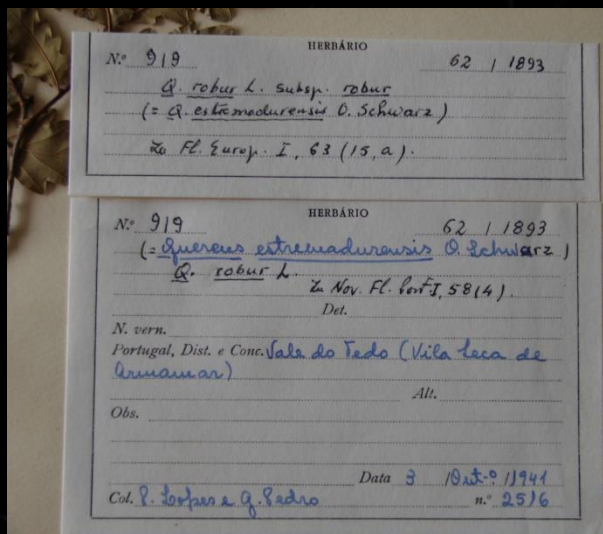 HERBÁRIO
N.º 919 62 / 1893
Q. robur L. subsp. robur
(= Q. estremadurensis O. Schwarz)
In Fl. Europ. I, 63 (15, a).
HERBÁRIO
N.º 919 62 / 1893
(= Quercus estremadurensis O. Schwarz)
Q. robur L.
In Nov. Fl. Port. I, 58 (4).
Det.
N. vern.
Portugal, Dist. e Conc. Vale do Tedo (Vila Seca de
Armamar)
Alt.
Obs.
Data 3 /Out.º /1941
Col. P. Lopes e G. Pedro n.º 2516